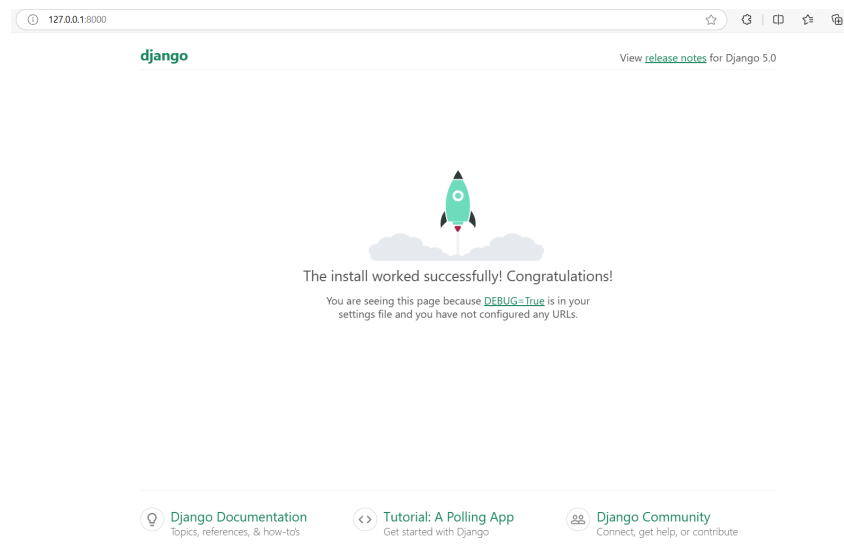 127.0.0.1:8000
django
View release notes for Django 5.0
The install worked successfully! Congratulations!
You are seeing this page because DEBUG=True is in your
settings file and you have not configured any URLs.
Django Documentation
Topics, references, & how-to's
Tutorial: A Polling App
Get started with Django
Django Community
Connect, get help, or contribute